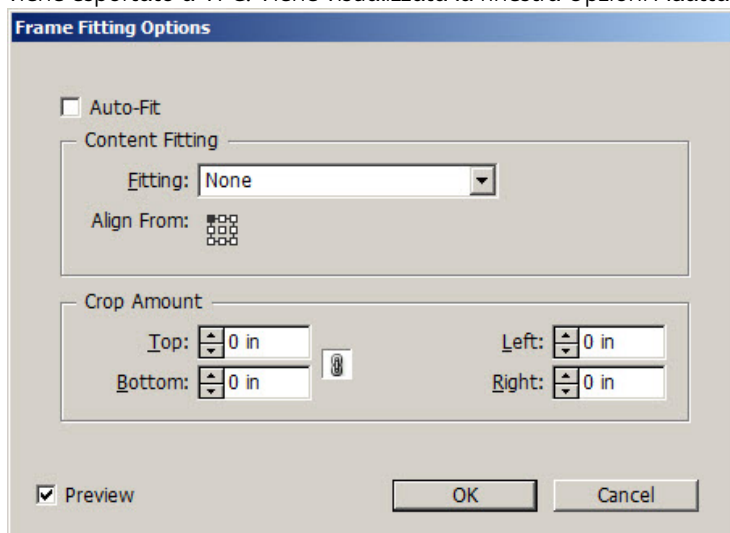 Frame Fitting Options
Auto-Fit
Content Fitting
Fitting: None
Align From:
Crop Amount
Top: 0 in Left: 0 in
Bottom: 0 in Right: 0 in
Preview OK Cancel